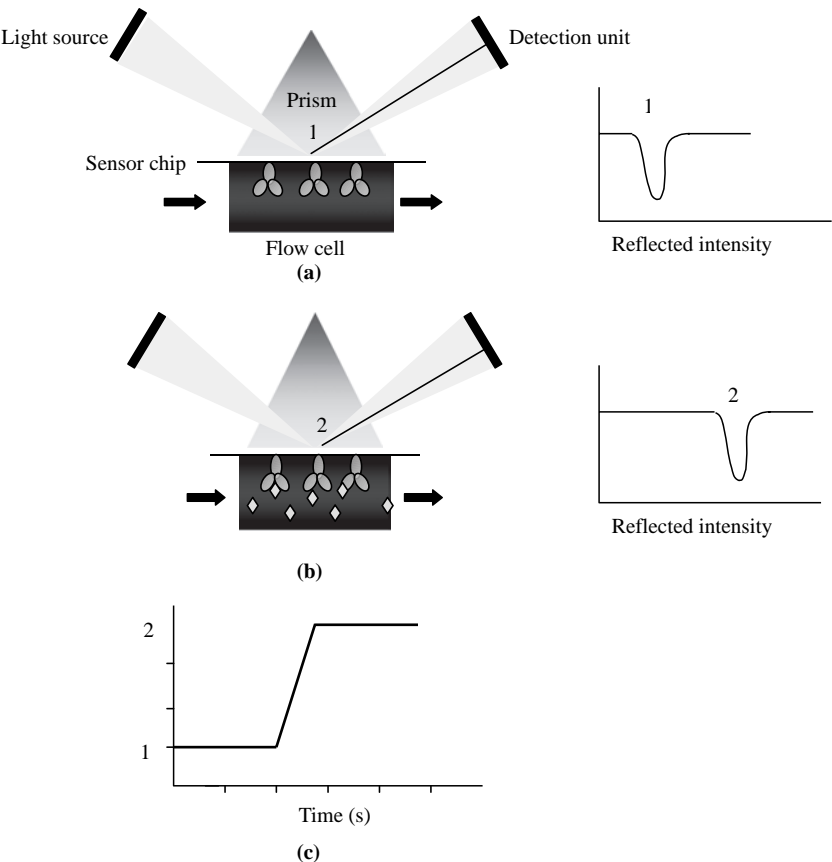 Light source
Detection unit
Prism
1
1
Sensor chip
Flow cell
Reflected intensity
(a)
2
2
Reflected intensity
(b)
2
1
Time (s)
(c)